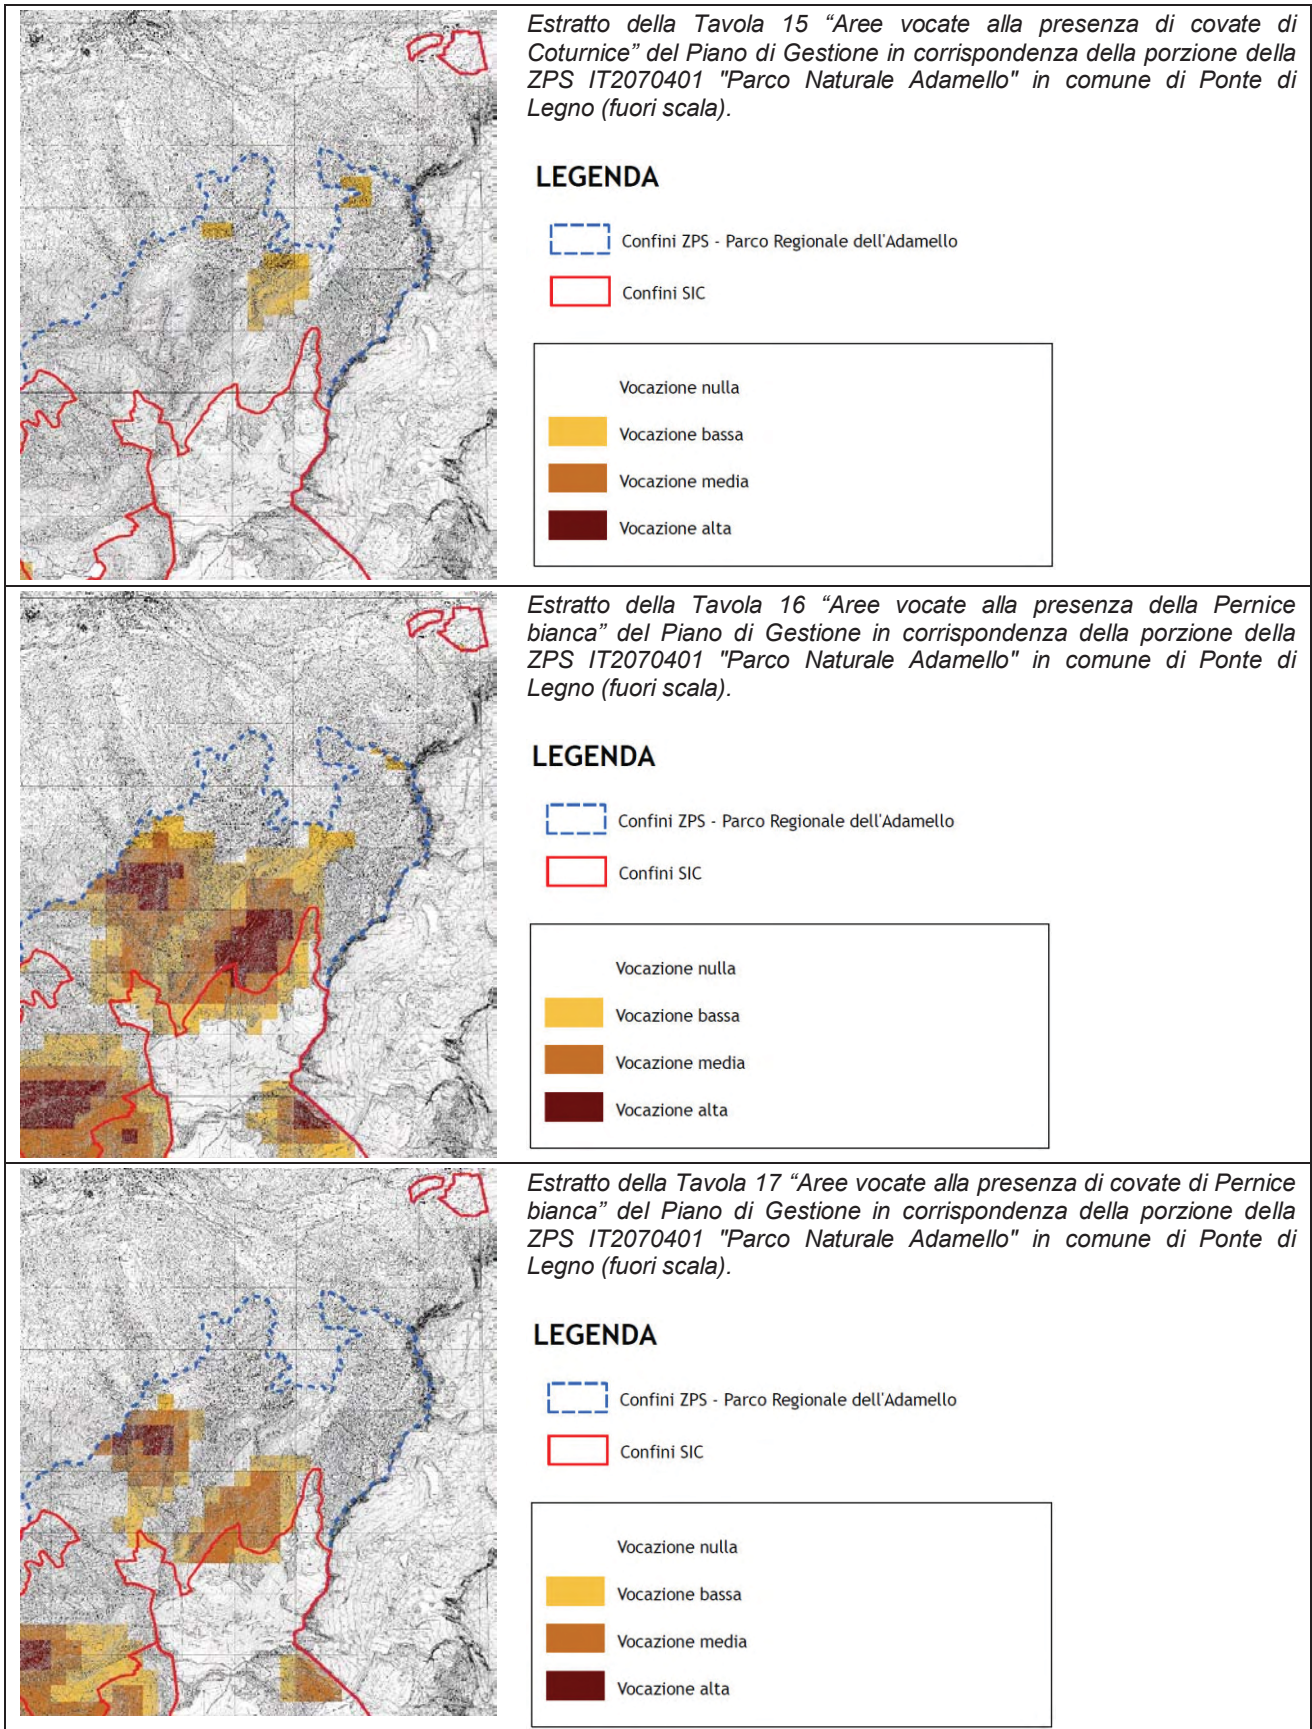 Estratto della Tavola 15 “Aree vocate alla presenza di covate di
Coturnice” del Piano di Gestione in corrispondenza della porzione della
ZPS IT2070401 "Parco Naturale Adamello" in comune di Ponte di
Legno (fuori scala).
LEGENDA
Confini ZPS - Parco Regionale dell'Adamello
Confini SIC
Vocazione nulla
Vocazione bassa
Vocazione media
Vocazione alta
Estratto della Tavola 16 “Aree vocate alla presenza della Pernice
bianca” del Piano di Gestione in corrispondenza della porzione della
ZPS IT2070401 "Parco Naturale Adamello" in comune di Ponte di
Legno (fuori scala).
LEGENDA
Confini ZPS - Parco Regionale dell'Adamello
Confini SIC
Vocazione nulla
Vocazione bassa
Vocazione media
Vocazione alta
Estratto della Tavola 17 “Aree vocate alla presenza di covate di Pernice
bianca” del Piano di Gestione in corrispondenza della porzione della
ZPS IT2070401 "Parco Naturale Adamello" in comune di Ponte di
Legno (fuori scala).
LEGENDA
Confini ZPS - Parco Regionale dell'Adamello
Confini SIC
Vocazione nulla
Vocazione bassa
Vocazione media
Vocazione alta